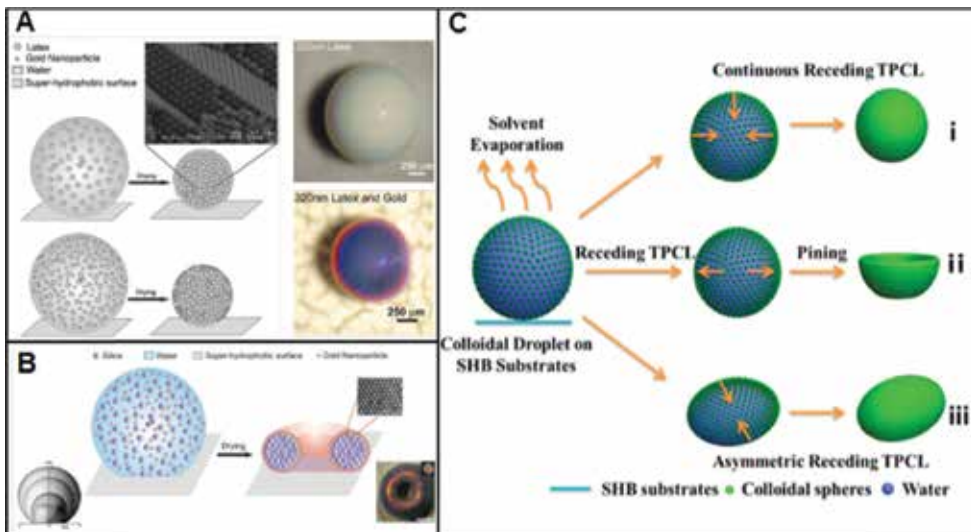 A
Latex
Gold Nanoparticle
Water
Super-hydrophobic surface
Drying
Drying
320nm Latex
250 μm
320nm Latex and Gold
250 μm
B
Silica
Water
Super-hydrophobic surface
Gold Nanoparticle
Drying
C
Solvent
Evaporation
Continuous Receding TPCL
i
Receding TPCL
Pining
ii
Colloidal Droplet on
SHB Substrates
iii
Asymmetric Receding TPCL
SHB substrates
Colloidal spheres
Water